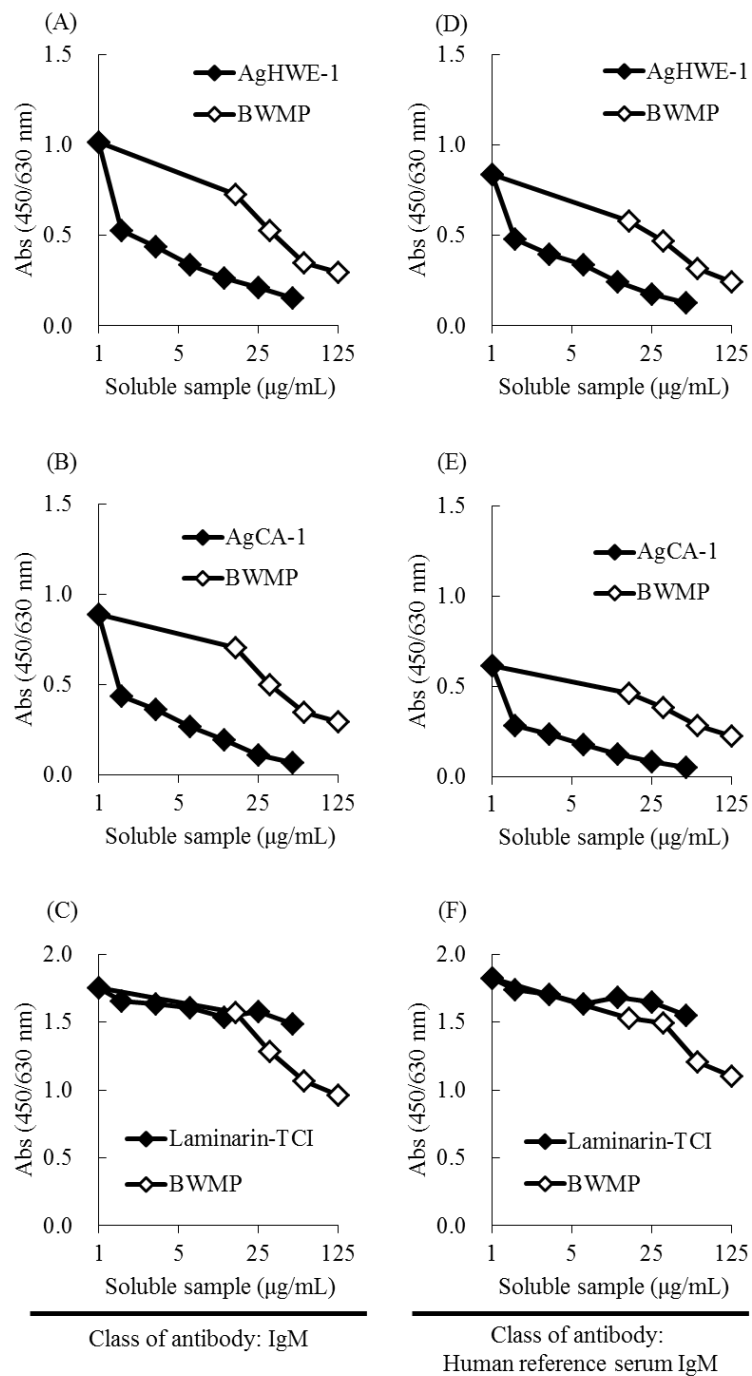 (A)
1.5
1.0
0.5
0.0
Abs (450/630 nm)
AgHWE-1
BWMP
1 5 25 125
Soluble sample (μg/mL)
(D)
1.5
1.0
0.5
0.0
Abs (450/630 nm)
AgHWE-1
BWMP
1 5 25 125
Soluble sample (μg/mL)
(B)
1.5
1.0
0.5
0.0
Abs (450/630 nm)
AgCA-1
BWMP
1 5 25 125
Soluble sample (μg/mL)
(E)
1.5
1.0
0.5
0.0
Abs (450/630 nm)
AgCA-1
BWMP
1 5 25 125
Soluble sample (μg/mL)
(C)
2.0
1.5
1.0
0.5
0.0
Abs (450/630 nm)
Laminarin-TCI
BWMP
1 5 25 125
Soluble sample (μg/mL)
(F)
2.0
1.5
1.0
0.5
0.0
Abs (450/630 nm)
Laminarin-TCI
BWMP
1 5 25 125
Soluble sample (μg/mL)
Class of antibody: IgM
Class of antibody:
Human reference serum IgM